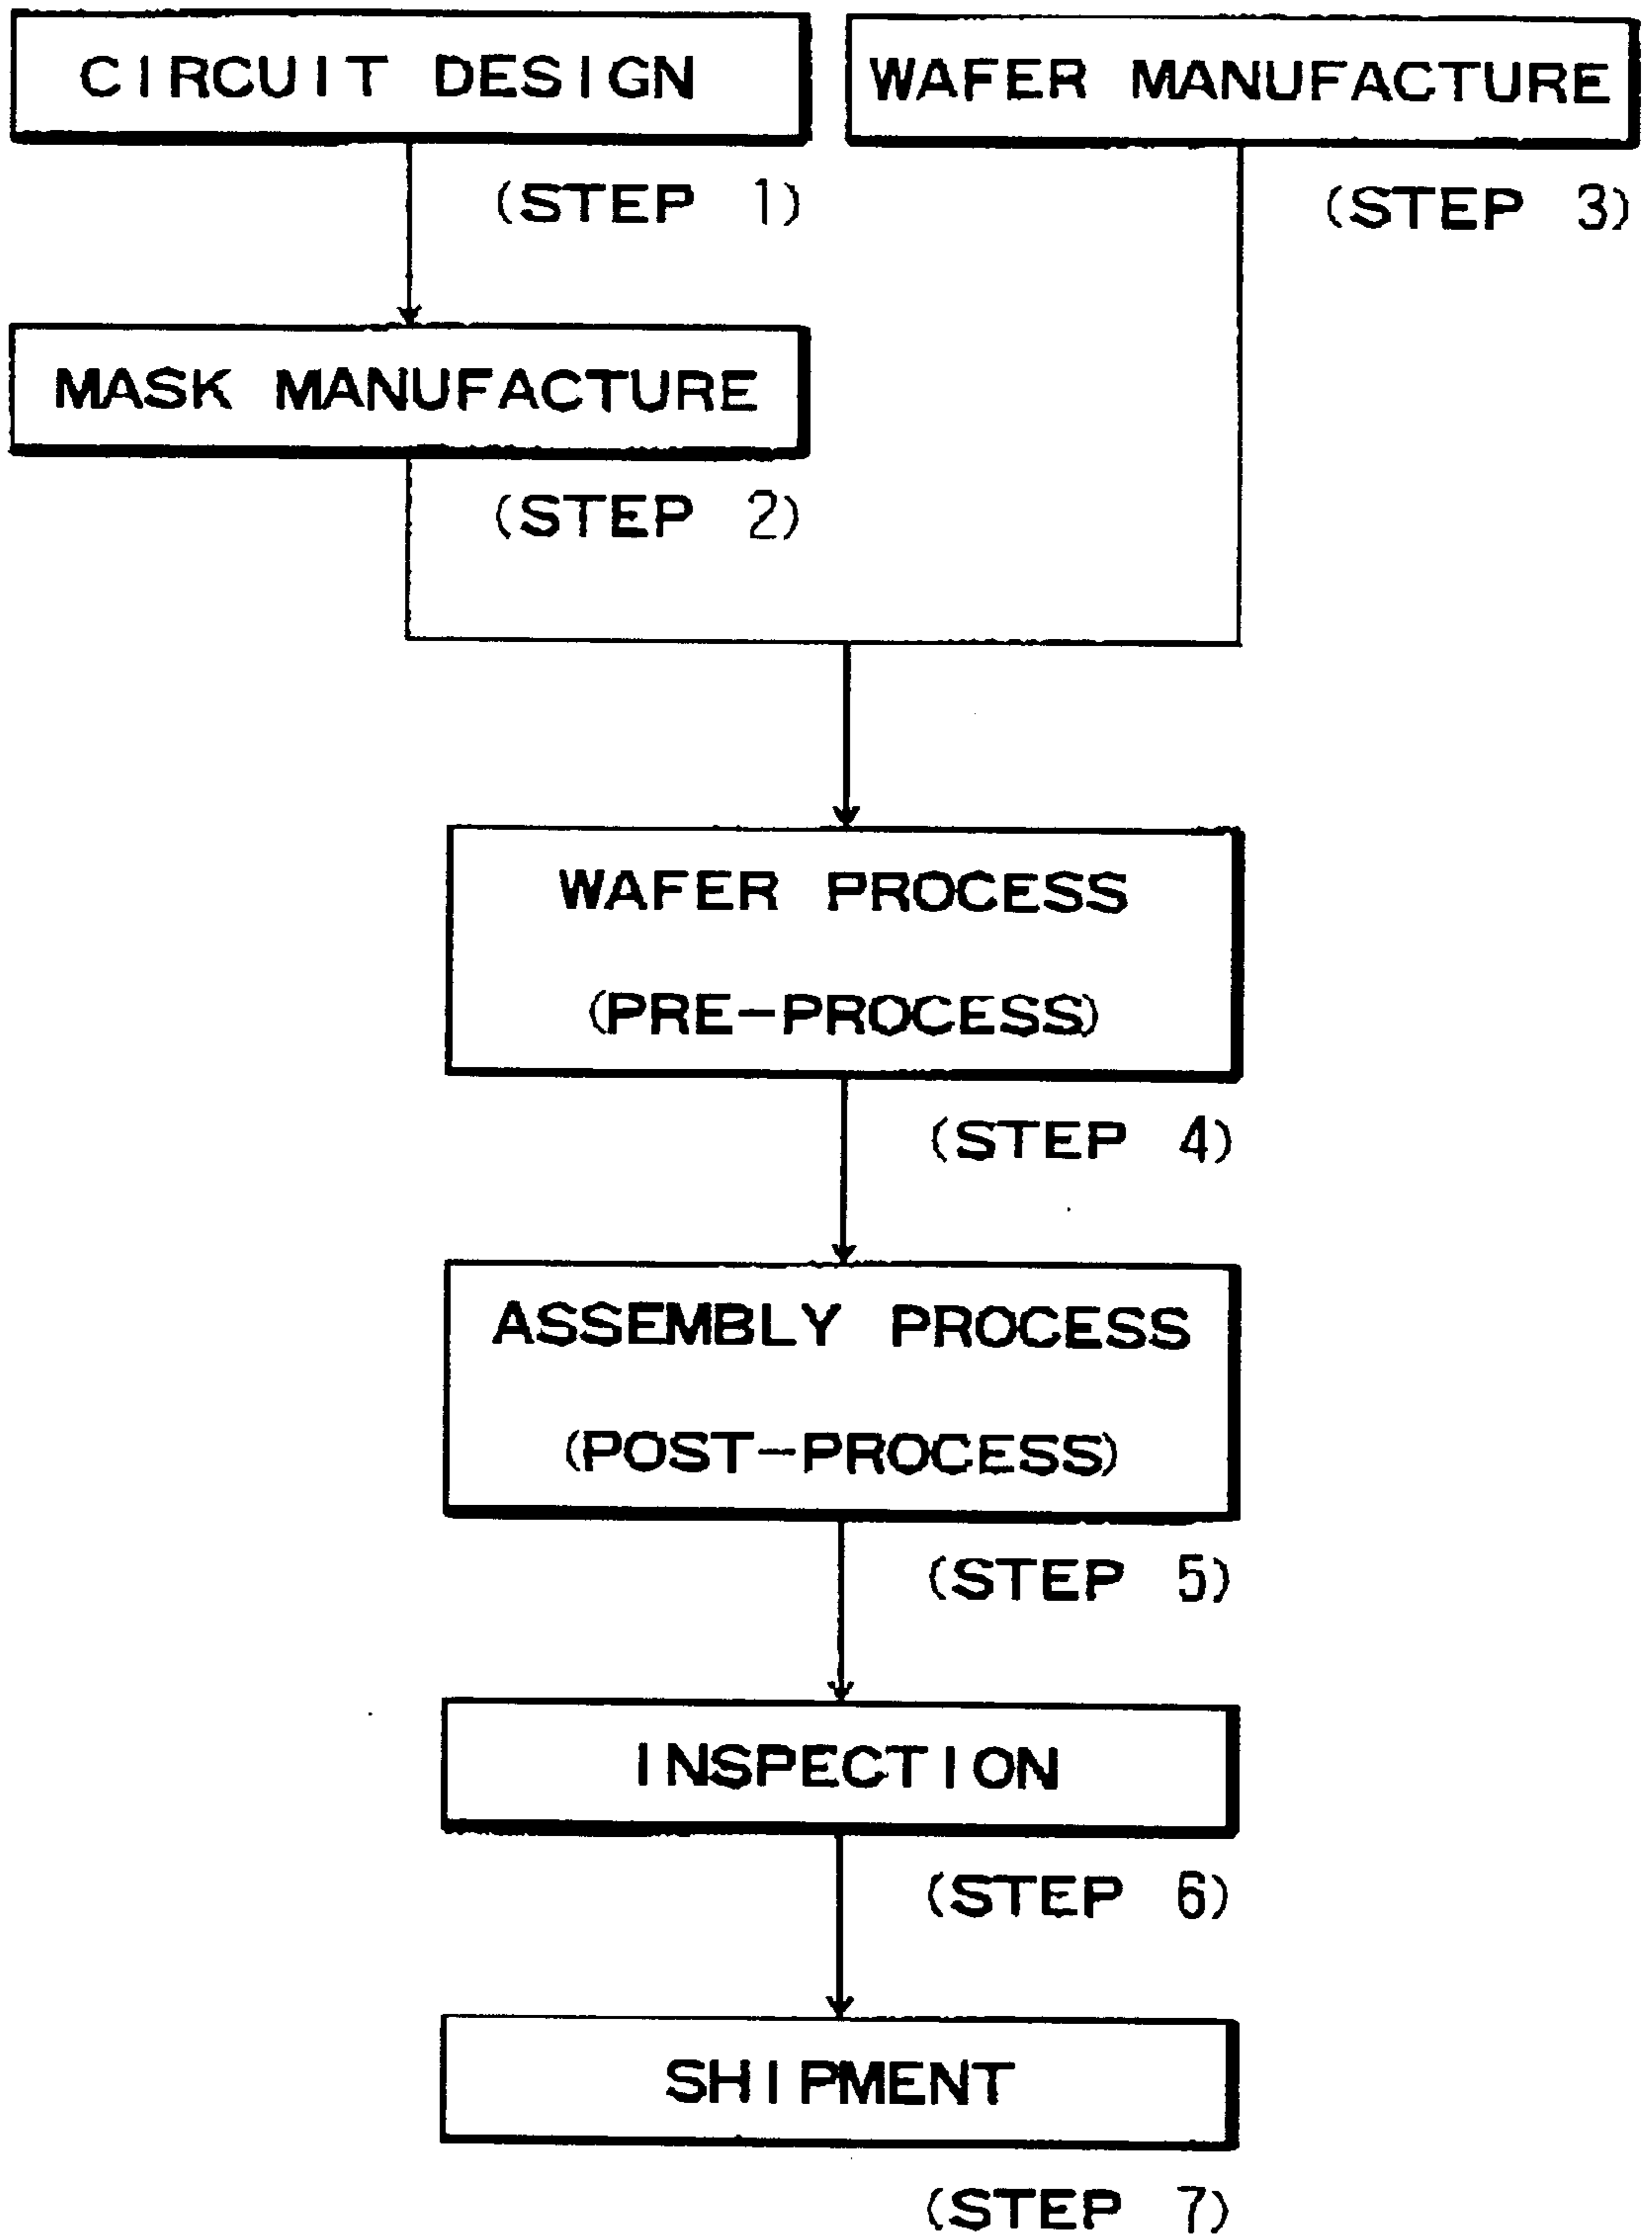 CIRCUIT DESIGN
(STEP 1)
WAFER MANUFACTURE
(STEP 3)
MASK MANUFACTURE
(STEP 2)
WAFER PROCESS
(PRE-PROCESS)
(STEP 4)
ASSEMBLY PROCESS
(POST-PROCESS)
(STEP 5)
INSPECTION
(STEP 6)
SHIPMENT
(STEP 7)